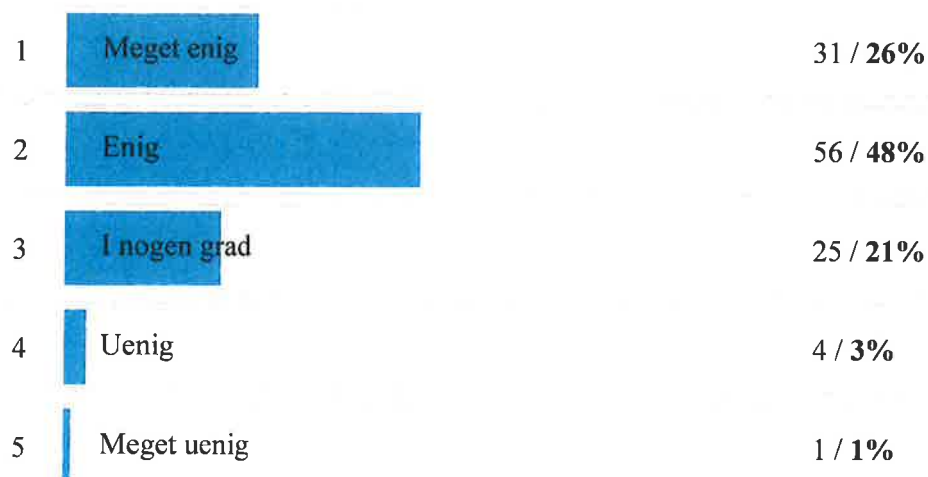 1 Meget enig 31 / 26%
2 Enig 56 / 48%
3 I nogen grad 25 / 21%
4 Uenig 4 / 3%
5 Meget uenig 1 / 1%